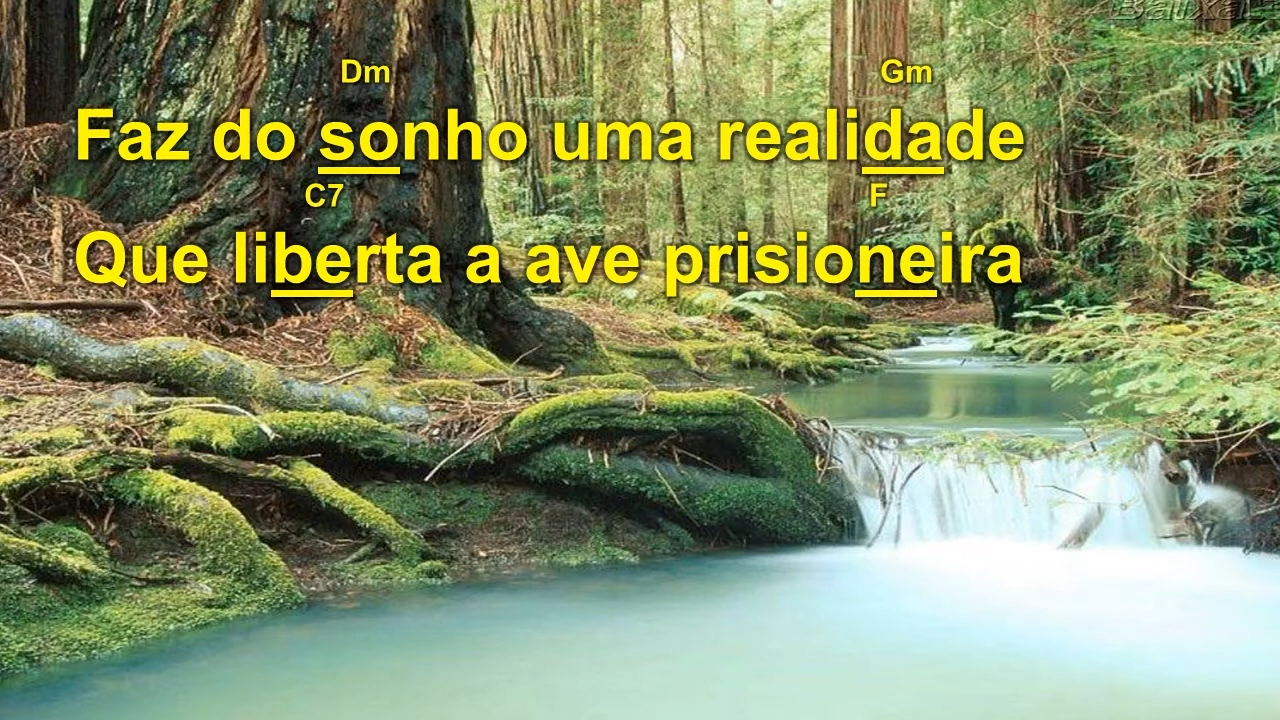 Dm Gm
Faz do sonho uma realidade
C7 F
Que liberta a ave prisioneira